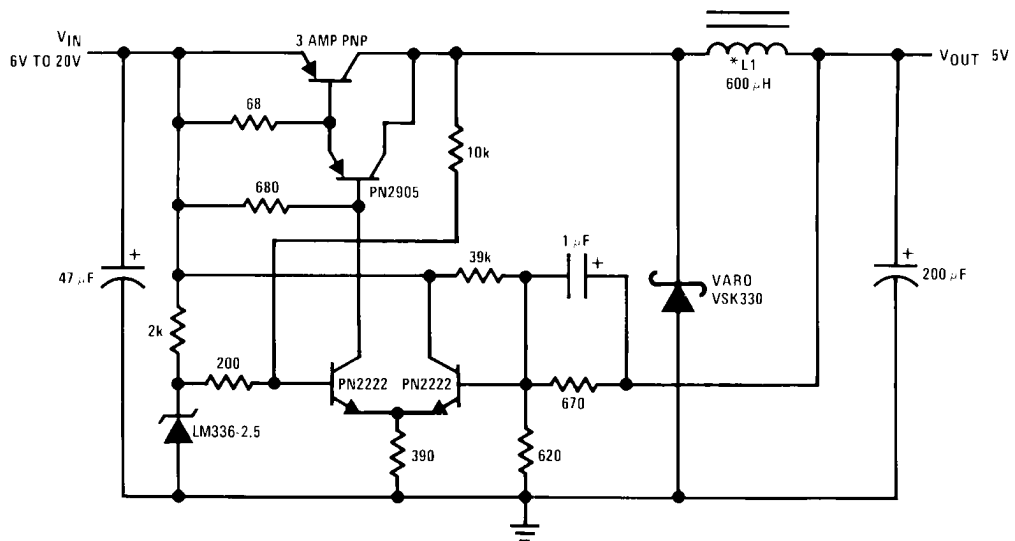 VIN
6V TO 20V
3 AMP PNP
*L1
600 μH
VOUT 5V
68
10k
PN2905
680
1 μF
39k
47 μF
+
+
+
VARO
VSK330
200 μF
2k
200
PN2222
PN2222
670
LM336-2.5
390
620